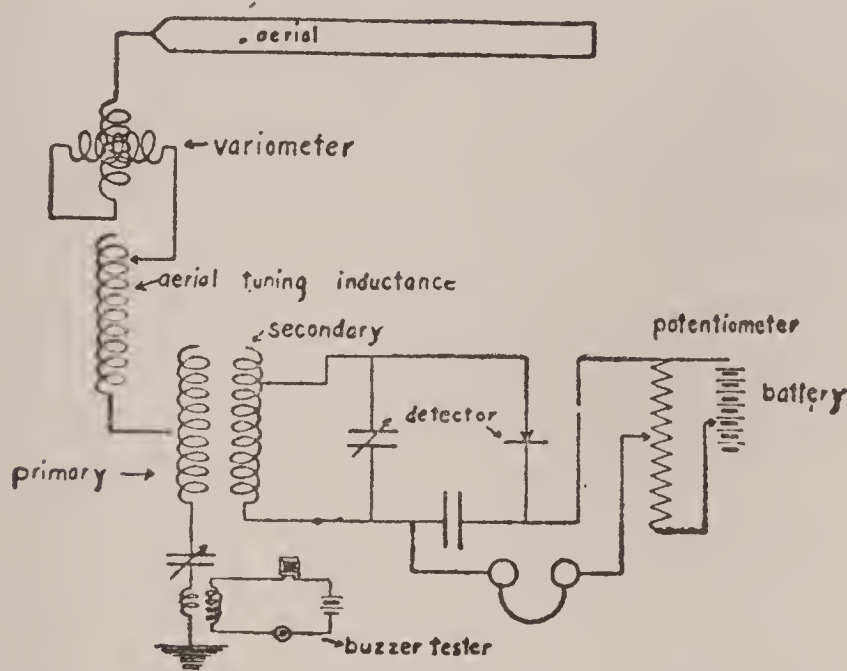 aerial
variometer
aerial tuning inductance
secondary
potentiometer
battery
detector
primary
buzzer tester